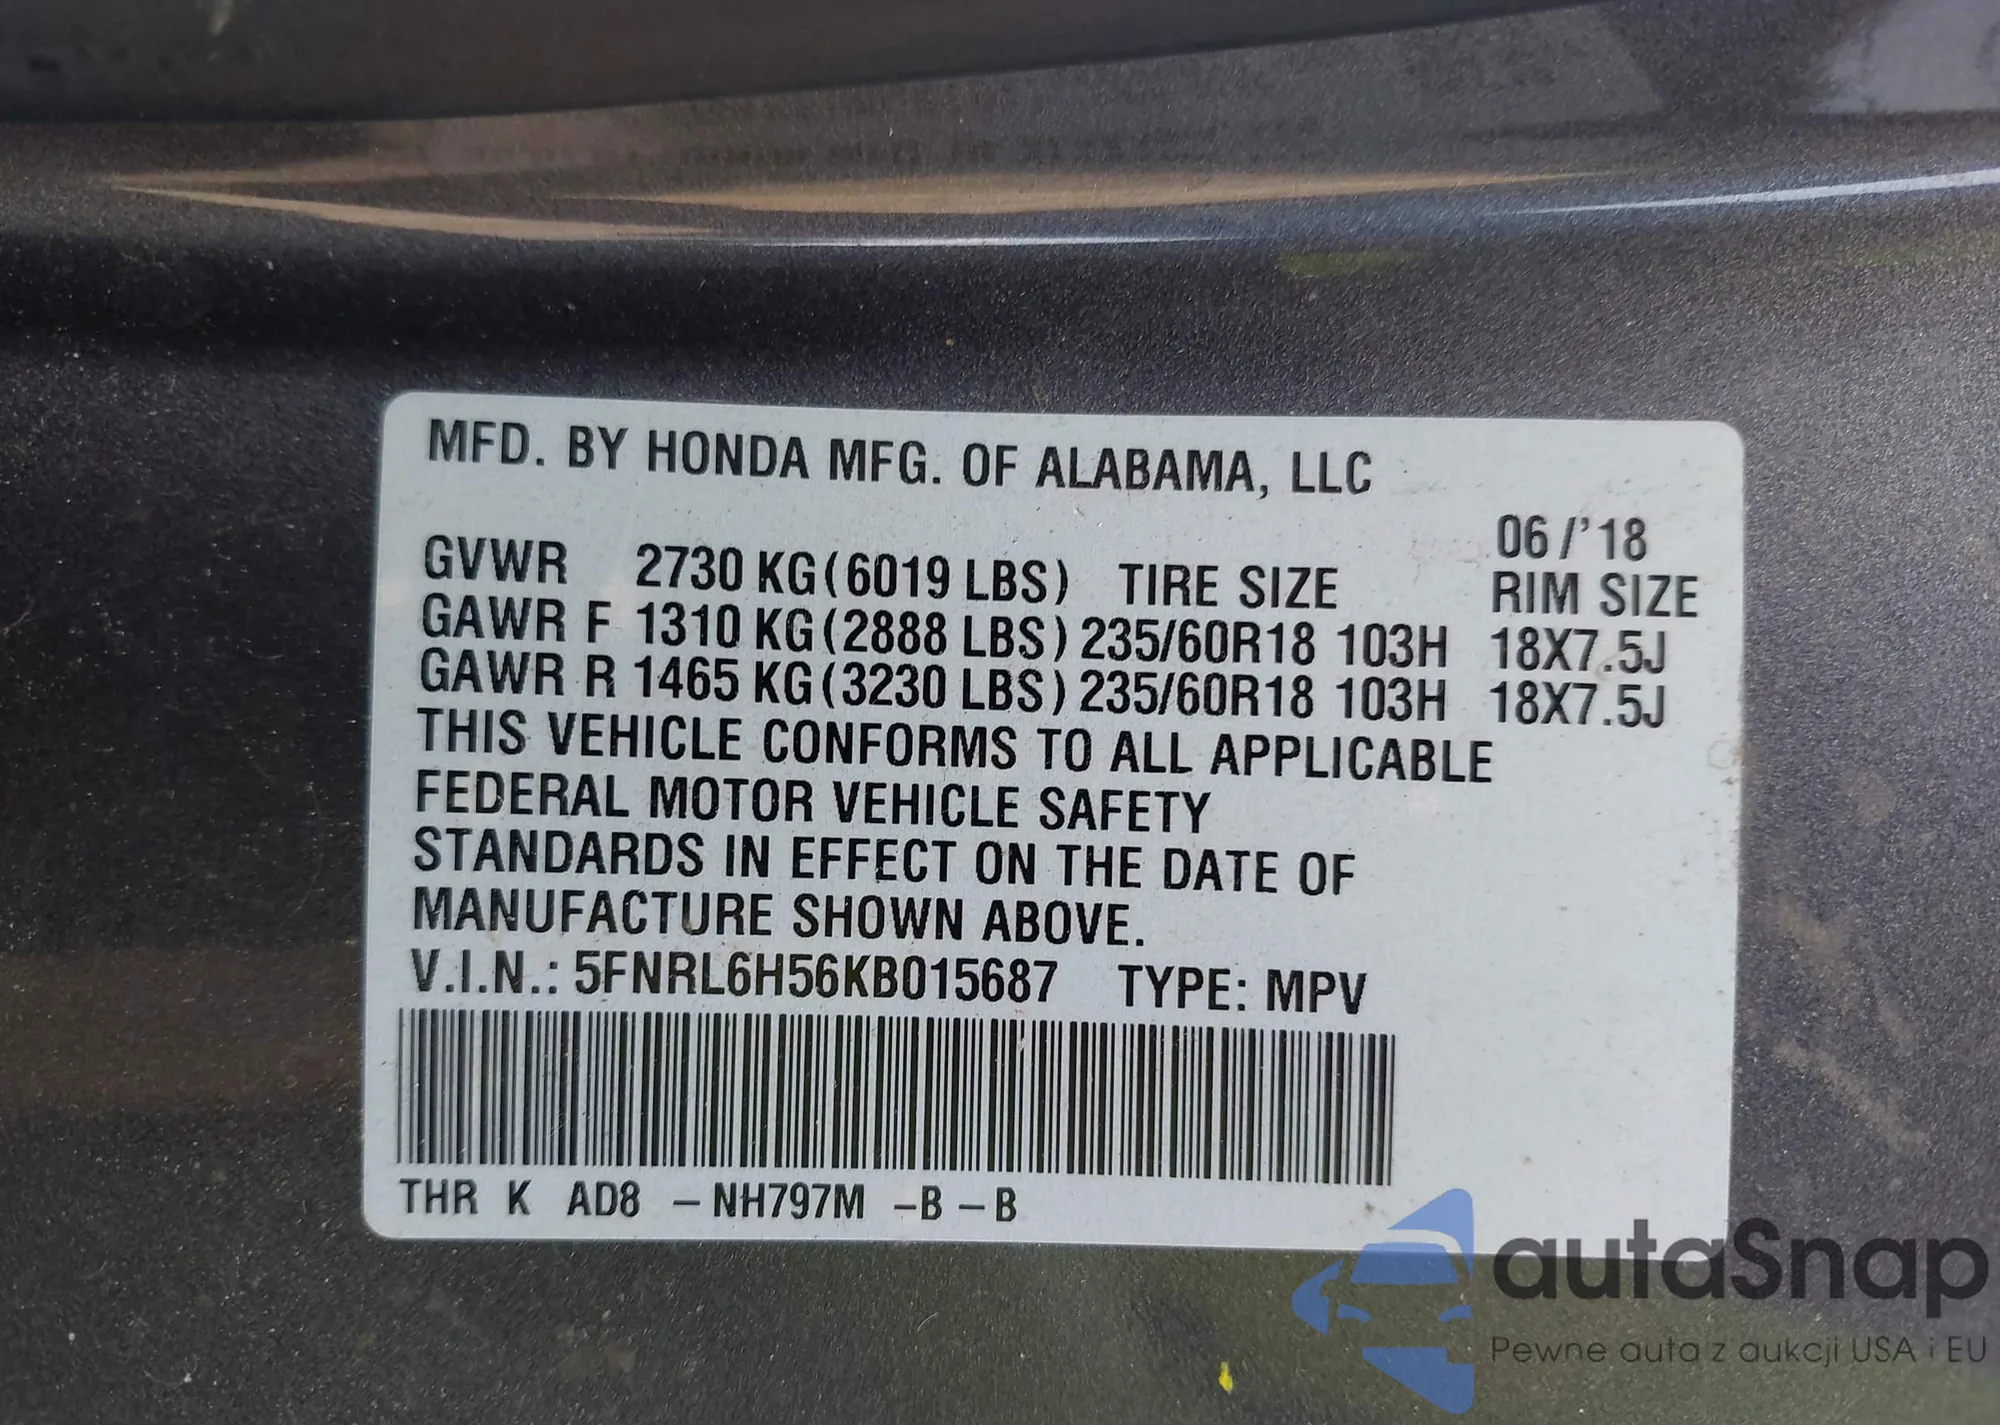 MFD. BY HONDA MFG. OF ALABAMA, LLC
06/'18
GVWR 2730 KG(6019 LBS) TIRE SIZE RIM SIZE
GAWR F 1310 KG(2888 LBS) 235/60R18 103H 18X7.5J
GAWR R 1465 KG(3230 LBS) 235/60R18 103H 18X7.5J
THIS VEHICLE CONFORMS TO ALL APPLICABLE
FEDERAL MOTOR VEHICLE SAFETY
STANDARDS IN EFFECT ON THE DATE OF
MANUFACTURE SHOWN ABOVE.
V.I.N.: 5FNRL6H56KB015687 TYPE: MPV
THR K AD8 – NH797M –B – B
autaSnap
Pewne auta z aukcji USA i EU